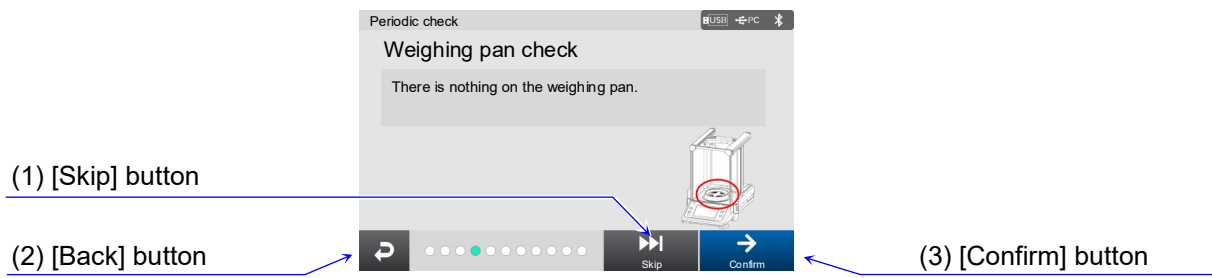 Periodic check
USB PC
Weighing pan check
There is nothing on the weighing pan.
(1) [Skip] button
(2) [Back] button
Skip
Confirm
(3) [Confirm] button